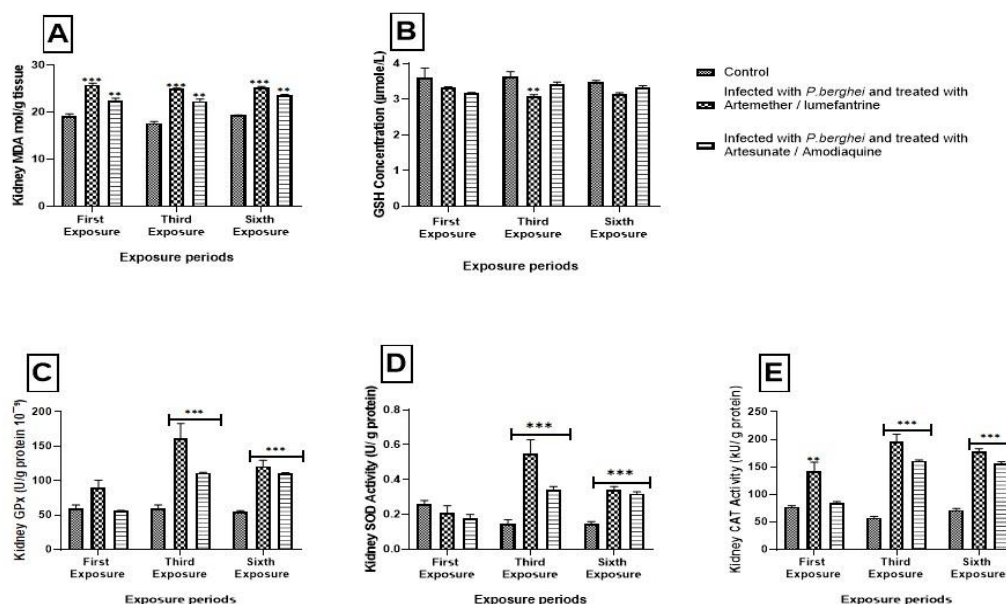 A
Kidney MDA mol/g tissue
30
20
10
0
***
**
***
**
***
**
First Exposure
Third Exposure
Sixth Exposure
Exposure periods
B
GSH Concentration (µmole/L)
5
4
3
2
1
0
**
First Exposure
Third Exposure
Sixth Exposure
Exposure periods
Control
Infected with P.berghei and treated with
Artemether / lumefantrine
Infected with P.berghei and treated with
Artesunate / Amodiaquine
C
Kidney GPx (U/g protein 10⁻³)
200
150
100
50
0
***
***
First Exposure
Third Exposure
Sixth Exposure
Exposure periods
D
Kidney SOD Activity (U/ g protein)
0.8
0.6
0.4
0.2
0.0
***
***
First Exposure
Third Exposure
Sixth Exposure
Exposure periods
E
Kidney CAT Activity (kU/ g protein)
250
200
150
100
50
0
**
***
***
First Exposure
Third Exposure
Sixth Exposure
Exposure periods